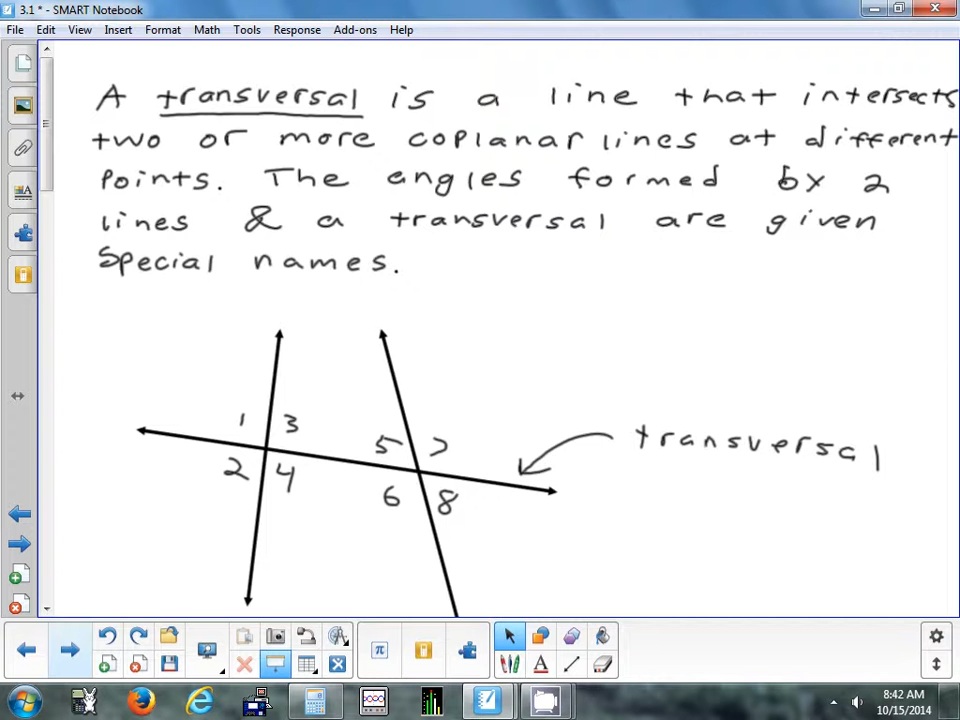 3.1 * - SMART Notebook
File Edit View Insert Format Math Tools Response Add-ons Help
A transversal is a line that intersects
two or more coplanar lines at different
points. The angles formed by 2
lines & a transversal are given
special names.
1 3
5 7
transversal
2 4
6 8
8:42 AM
10/15/2014